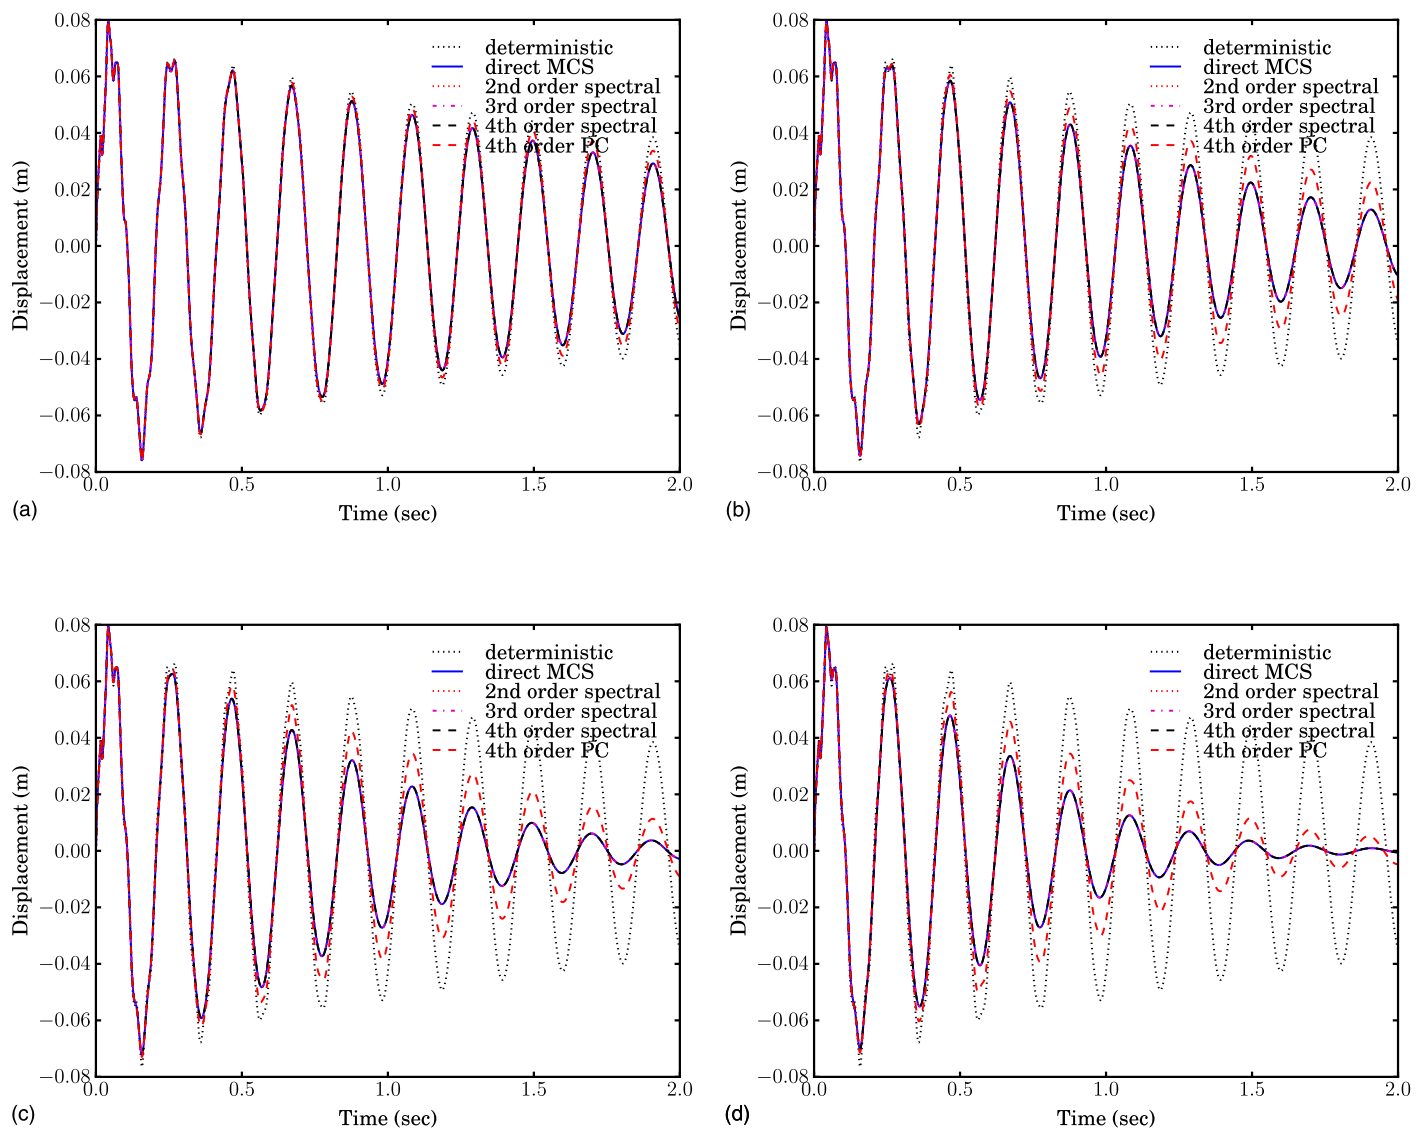 0.08
0.06
0.04
0.02
0.00
−0.02
−0.04
−0.06
−0.08
Displacement (m)
deterministic
direct MCS
2nd order spectral
3rd order spectral
4th order spectral
4th order PC
0.0
0.5
1.0
1.5
2.0
Time (sec)
(a)
0.08
0.06
0.04
0.02
0.00
−0.02
−0.04
−0.06
−0.08
Displacement (m)
deterministic
direct MCS
2nd order spectral
3rd order spectral
4th order spectral
4th order PC
0.0
0.5
1.0
1.5
2.0
Time (sec)
(b)
0.08
0.06
0.04
0.02
0.00
−0.02
−0.04
−0.06
−0.08
Displacement (m)
deterministic
direct MCS
2nd order spectral
3rd order spectral
4th order spectral
4th order PC
0.0
0.5
1.0
1.5
2.0
Time (sec)
(c)
0.08
0.06
0.04
0.02
0.00
−0.02
−0.04
−0.06
−0.08
Displacement (m)
deterministic
direct MCS
2nd order spectral
3rd order spectral
4th order spectral
4th order PC
0.0
0.5
1.0
1.5
2.0
Time (sec)
(d)